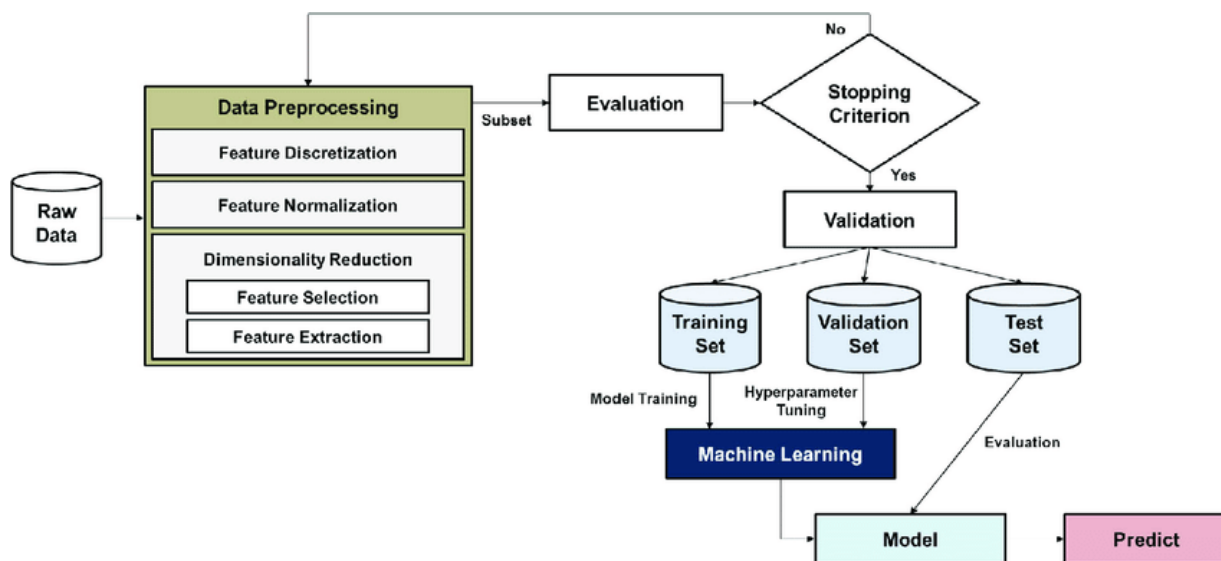 No
Data Preprocessing
Subset
Evaluation
Stopping
Criterion
Feature Discretization
Yes
Raw
Data
Feature Normalization
Validation
Dimensionality Reduction
Feature Selection
Feature Extraction
Training
Set
Validation
Set
Test
Set
Model Training
Hyperparameter
Tuning
Machine Learning
Evaluation
Model
Predict